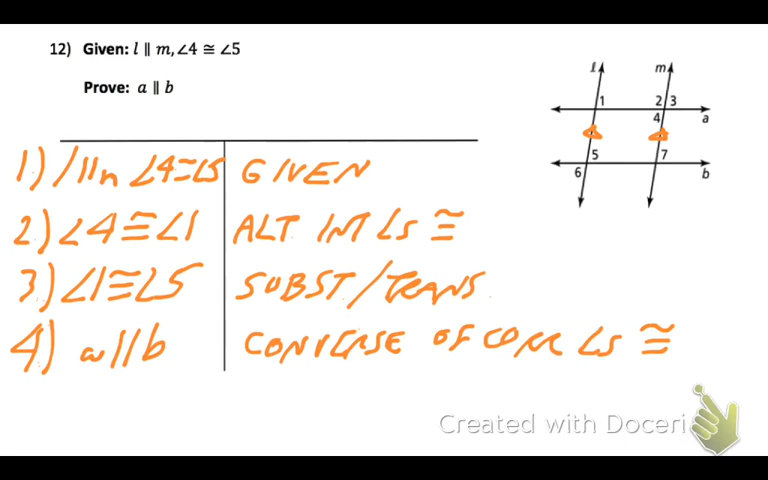 12) Given: l ∥ m, ∠4 ≅ ∠5
Prove: a ∥ b
l m
1 2 3
4 a
5 7
6 b
1) l∥m ∠4≅∠5 GIVEN
2) ∠4≅∠1 ALT INT ∠s ≅
3) ∠1≅∠5 SUBST/TRANS
4) a∥b CONVERSE OF CORR ∠s ≅
Created with Doceri